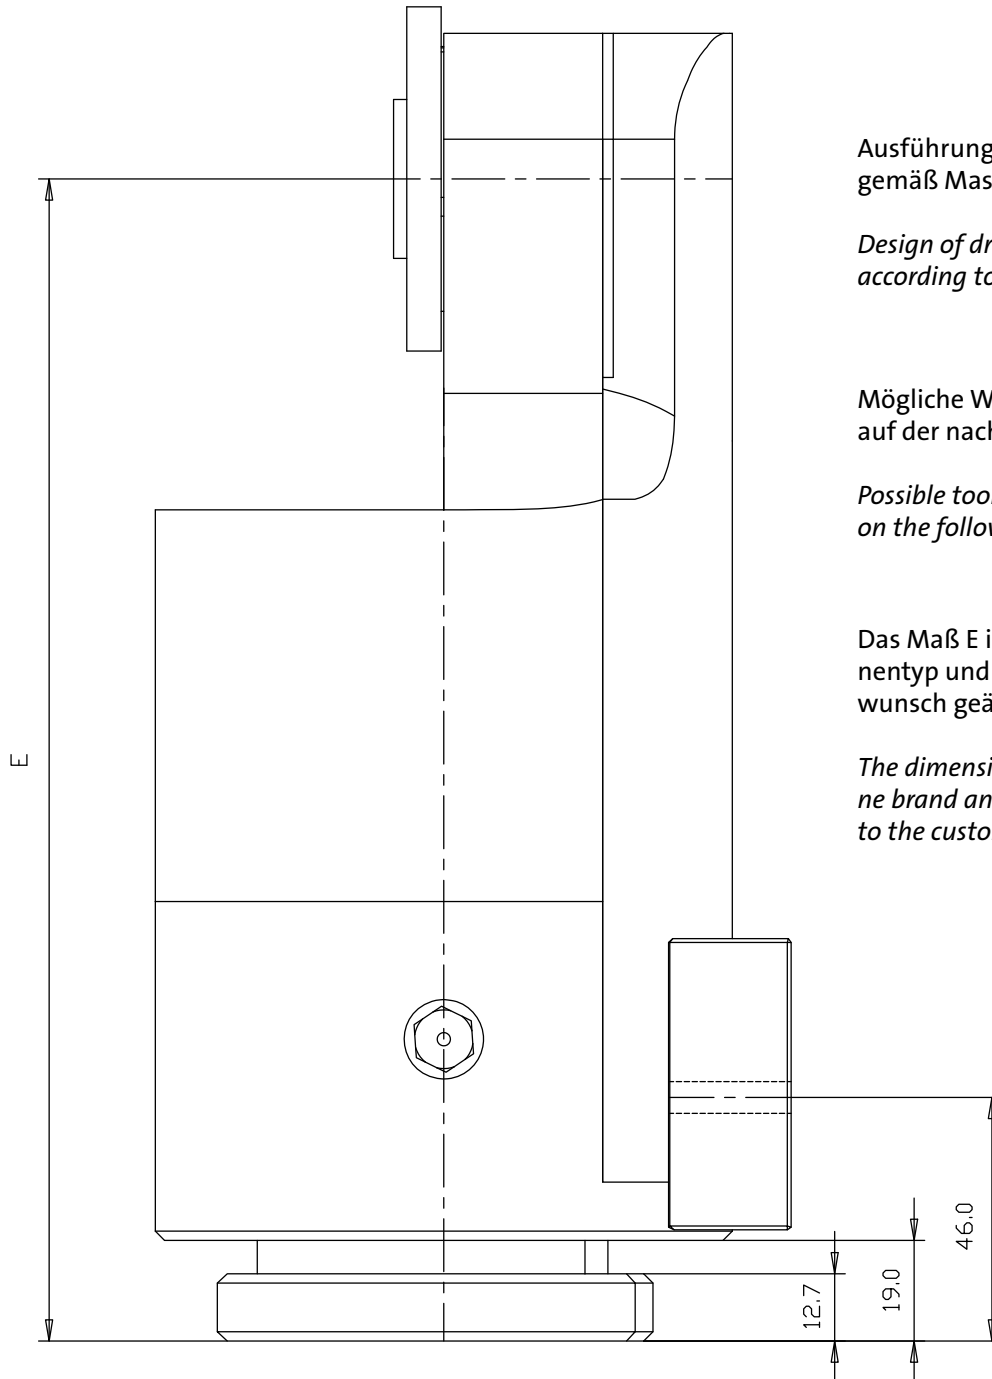 Ausführung
gemäß Mas
Design of dr
according to
Mögliche W
auf der nach
Possible tool
on the follow
Das Maß E i
nentyp und
wunsch geä
The dimensi
ne brand an
to the custo
E
12.7
19.0
46.0